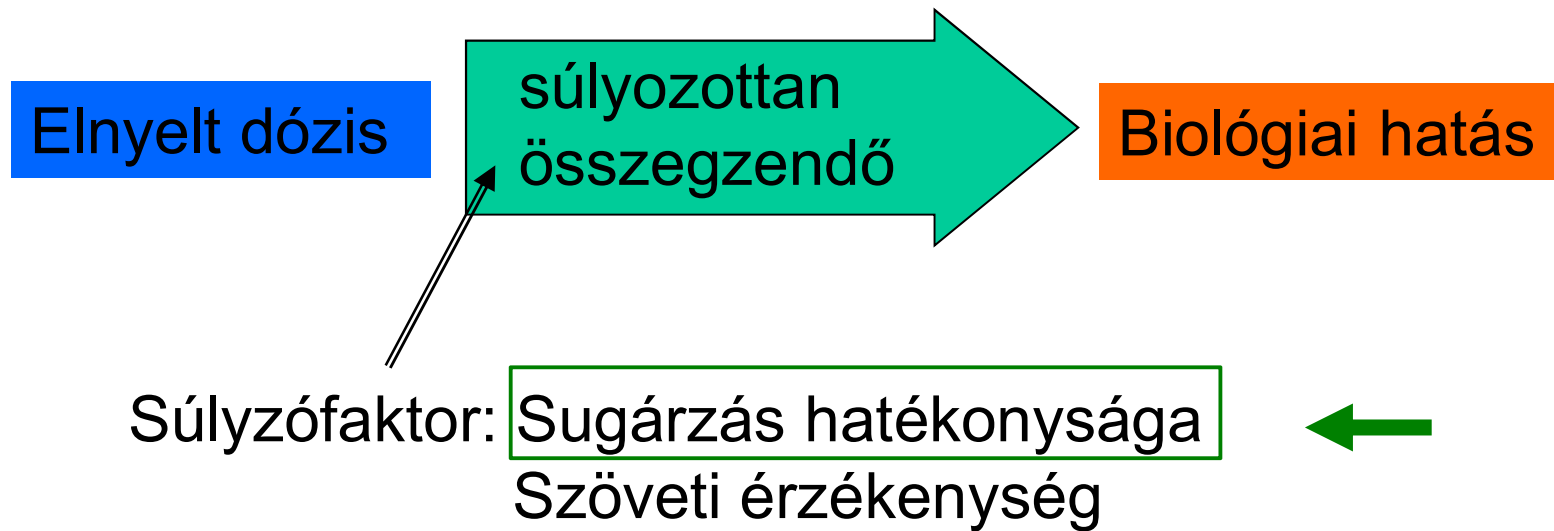 Elnyelt dózis
súlyozottan
összegzendő
Biológiai hatás
Súlyzófaktor: Sugárzás hatékonysága
Szöveti érzékenység